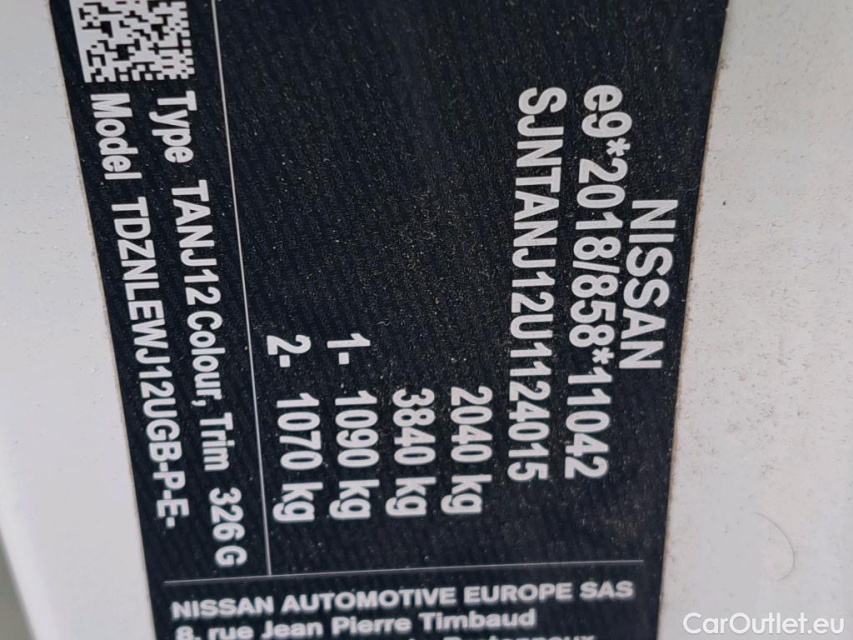 NISSAN
e9*2018/858*11042
SJNTANJ12U1124015
2040 kg
3840 kg
1- 1090 kg
2- 1070 kg
Type TANJ12 Colour, Trim 326 G
Model TDZNLEWJ12UGB-P-E-
NISSAN AUTOMOTIVE EUROPE SAS
8, rue Jean Pierre Timbaud
CarOutlet.eu